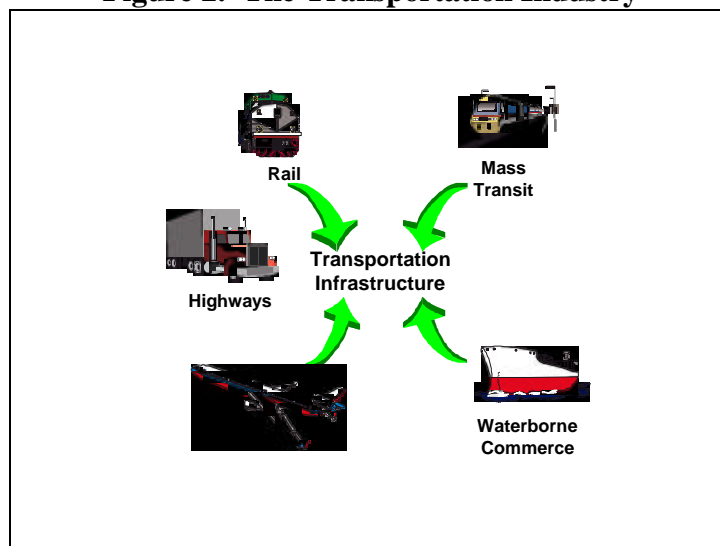 Rail
Mass
Transit
Transportation
Infrastructure
Highways
Waterborne
Commerce